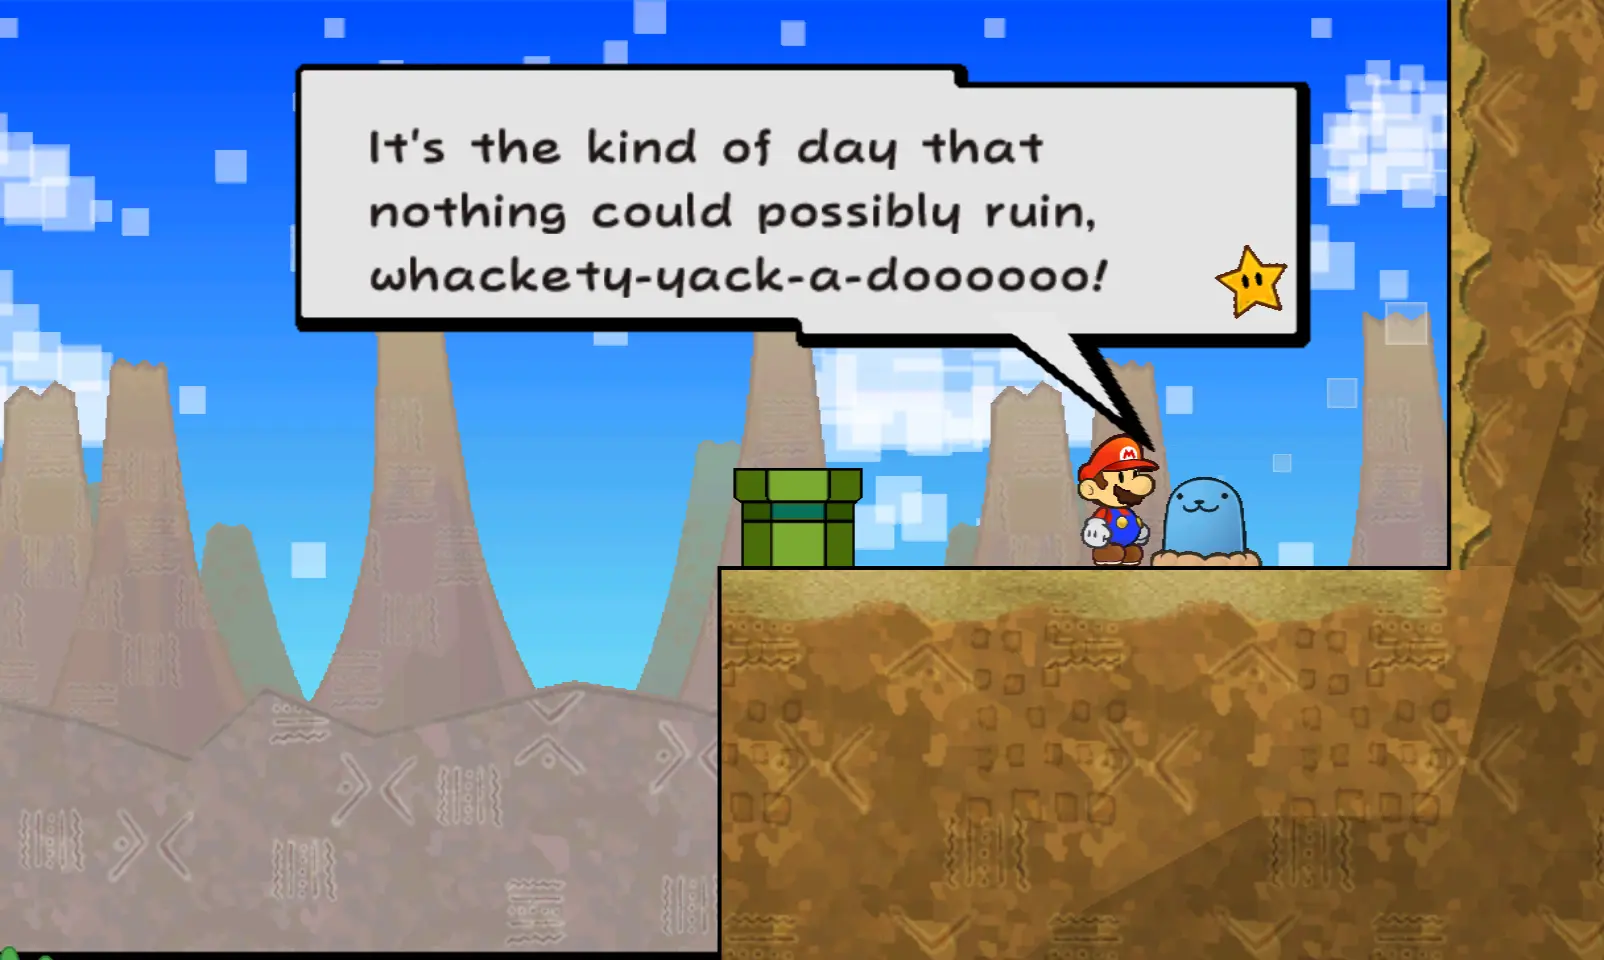 It's the kind of day that
nothing could possibly ruin,
whackety-yack-a-doooooo!
M